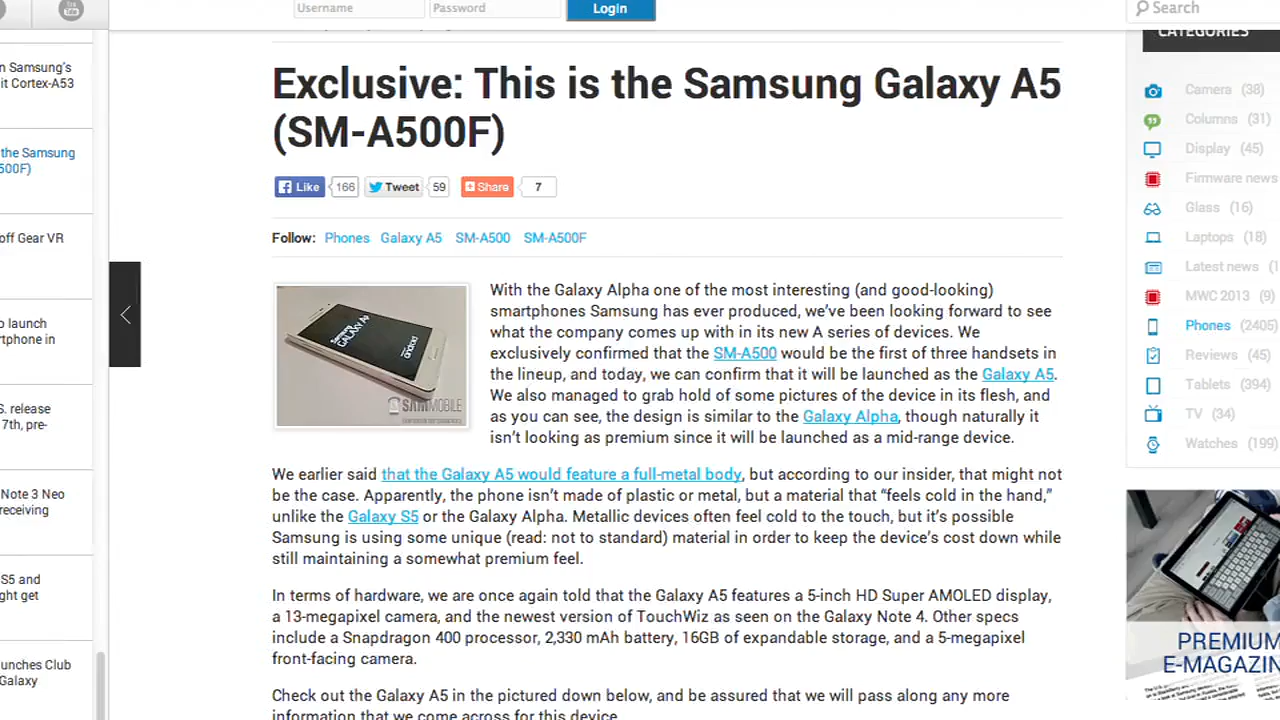 Username
Password
Login
Search
n Samsung's
it Cortex-A53
the Samsung
500F)
off Gear VR
o launch
rtphone in
S. release
7th, pre-
Note 3 Neo
receiving
S5 and
ght get
unches Club
Galaxy
Exclusive: This is the Samsung Galaxy A5
(SM-A500F)
Like 166 Tweet 59 Share 7
Follow: Phones Galaxy A5 SM-A500 SM-A500F
Samsung
GALAXY A5
android
SAMMOBILE
With the Galaxy Alpha one of the most interesting (and good-looking)
smartphones Samsung has ever produced, we've been looking forward to see
what the company comes up with in its new A series of devices. We
exclusively confirmed that the SM-A500 would be the first of three handsets in
the lineup, and today, we can confirm that it will be launched as the Galaxy A5.
We also managed to grab hold of some pictures of the device in its flesh, and
as you can see, the design is similar to the Galaxy Alpha, though naturally it
isn't looking as premium since it will be launched as a mid-range device.
We earlier said that the Galaxy A5 would feature a full-metal body, but according to our insider, that might not
be the case. Apparently, the phone isn't made of plastic or metal, but a material that “feels cold in the hand,”
unlike the Galaxy S5 or the Galaxy Alpha. Metallic devices often feel cold to the touch, but it's possible
Samsung is using some unique (read: not to standard) material in order to keep the device's cost down while
still maintaining a somewhat premium feel.
In terms of hardware, we are once again told that the Galaxy A5 features a 5-inch HD Super AMOLED display,
a 13-megapixel camera, and the newest version of TouchWiz as seen on the Galaxy Note 4. Other specs
include a Snapdragon 400 processor, 2,330 mAh battery, 16GB of expandable storage, and a 5-megapixel
front-facing camera.
Check out the Galaxy A5 in the pictured down below, and be assured that we will pass along any more
information that we come across for this device.
CATEGORIES
Camera (38)
Columns (31)
Display (45)
Firmware news
Glass (16)
Laptops (18)
Latest news (1
MWC 2013 (9)
Phones (2405)
Reviews (45)
Tablets (394)
TV (34)
Watches (199)
PREMIUM
E-MAGAZIN